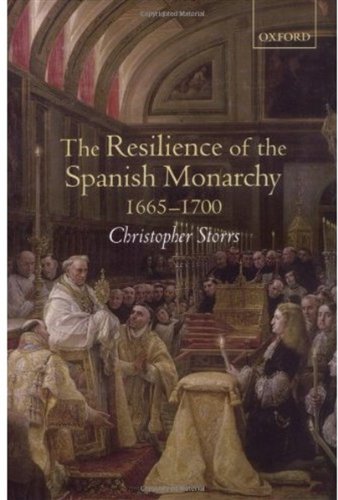 OXFORD
The Resilience of the
Spanish Monarchy
1665–1700
Christopher Storrs